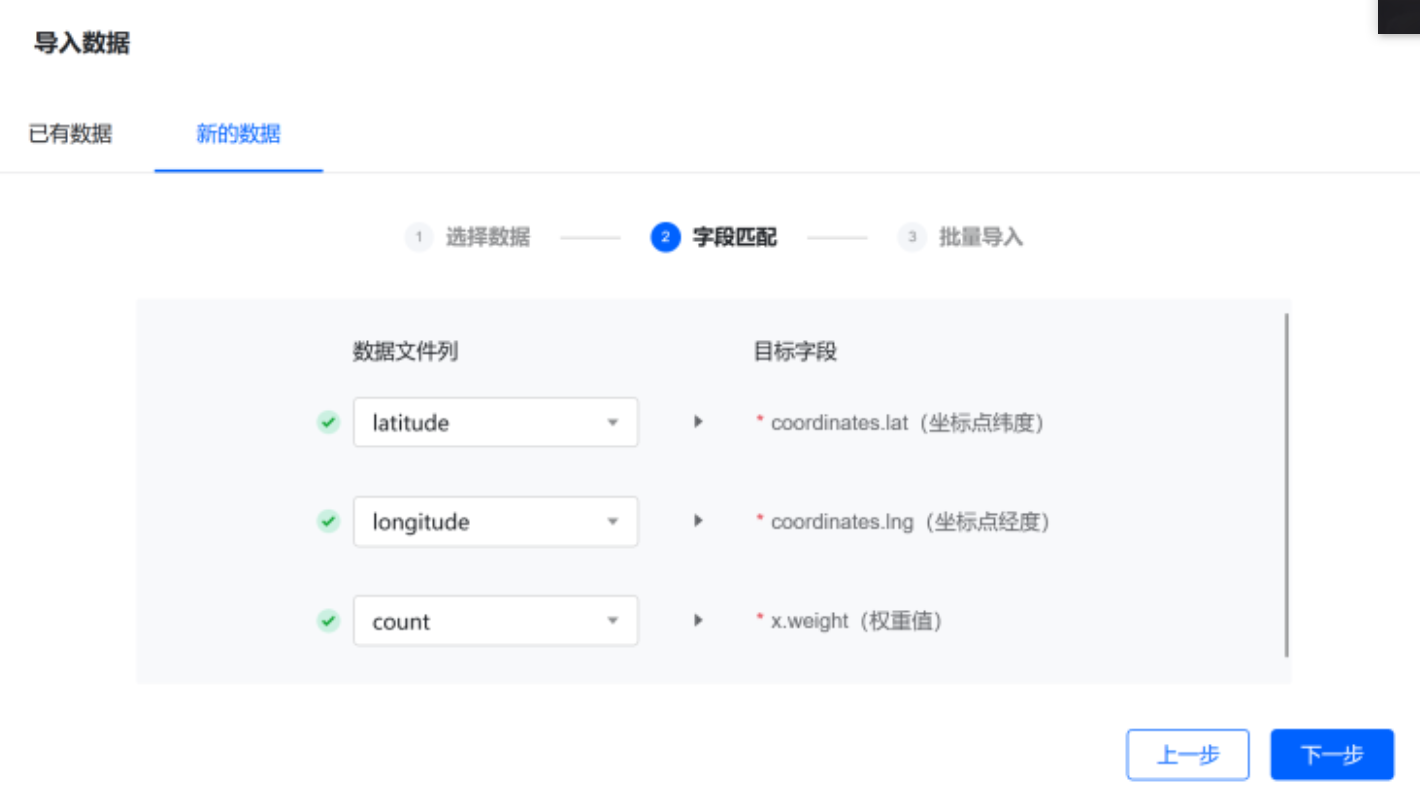 导入数据
已有数据 新的数据
1 选择数据 2 字段匹配 3 批量导入
数据文件列 目标字段
latitude * coordinates.lat（坐标点纬度）
longitude * coordinates.lng（坐标点经度）
count * x.weight（权重值）
上一步 下一步